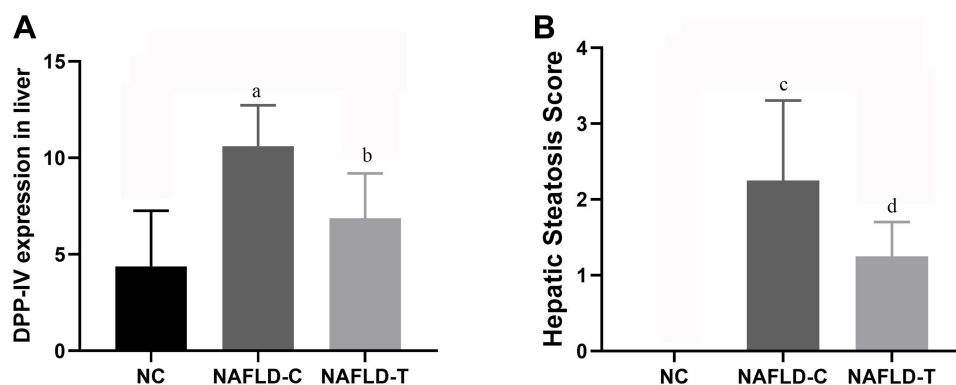 A
DPP-IV expression in liver
15
10
5
0
a
b
NC
NAFLD-C
NAFLD-T
B
Hepatic Steatosis Score
4
3
2
1
0
c
d
NC
NAFLD-C
NAFLD-T